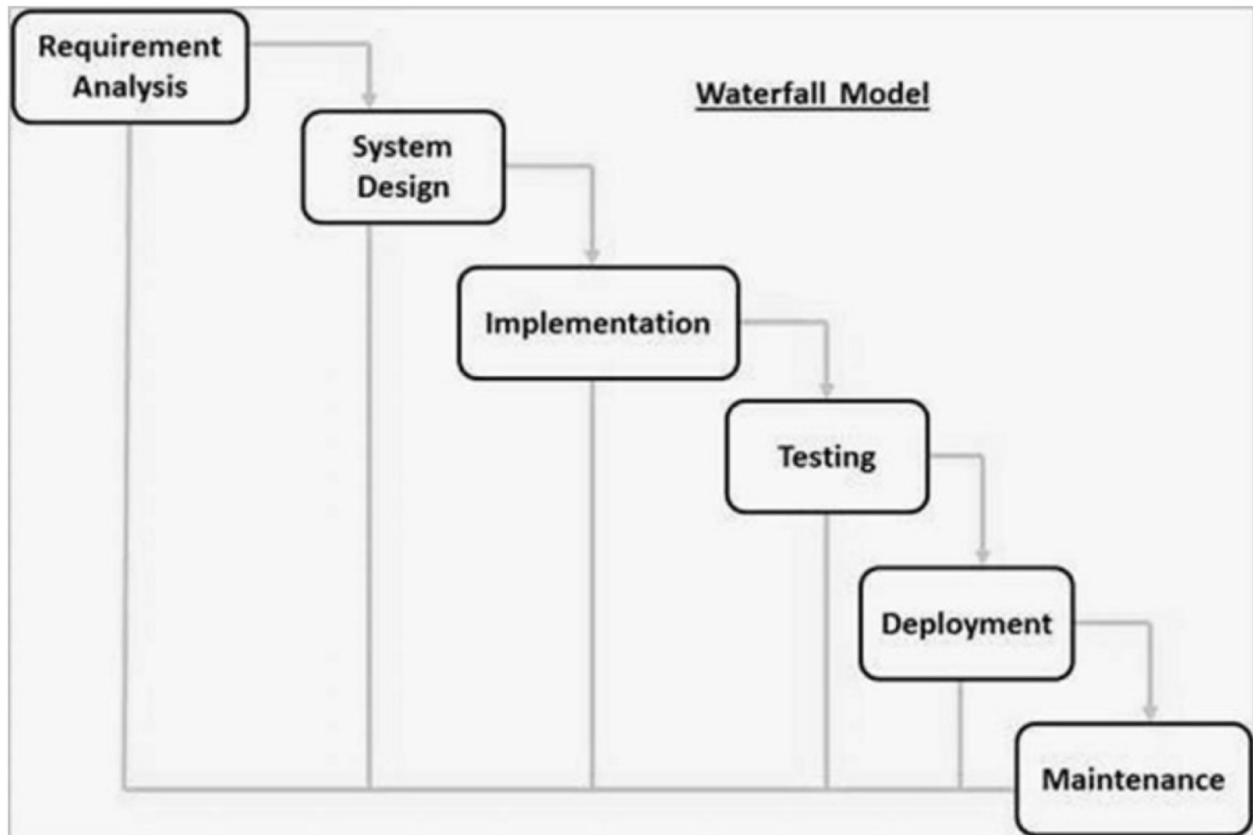 Requirement
Analysis
Waterfall Model
System
Design
Implementation
Testing
Deployment
Maintenance